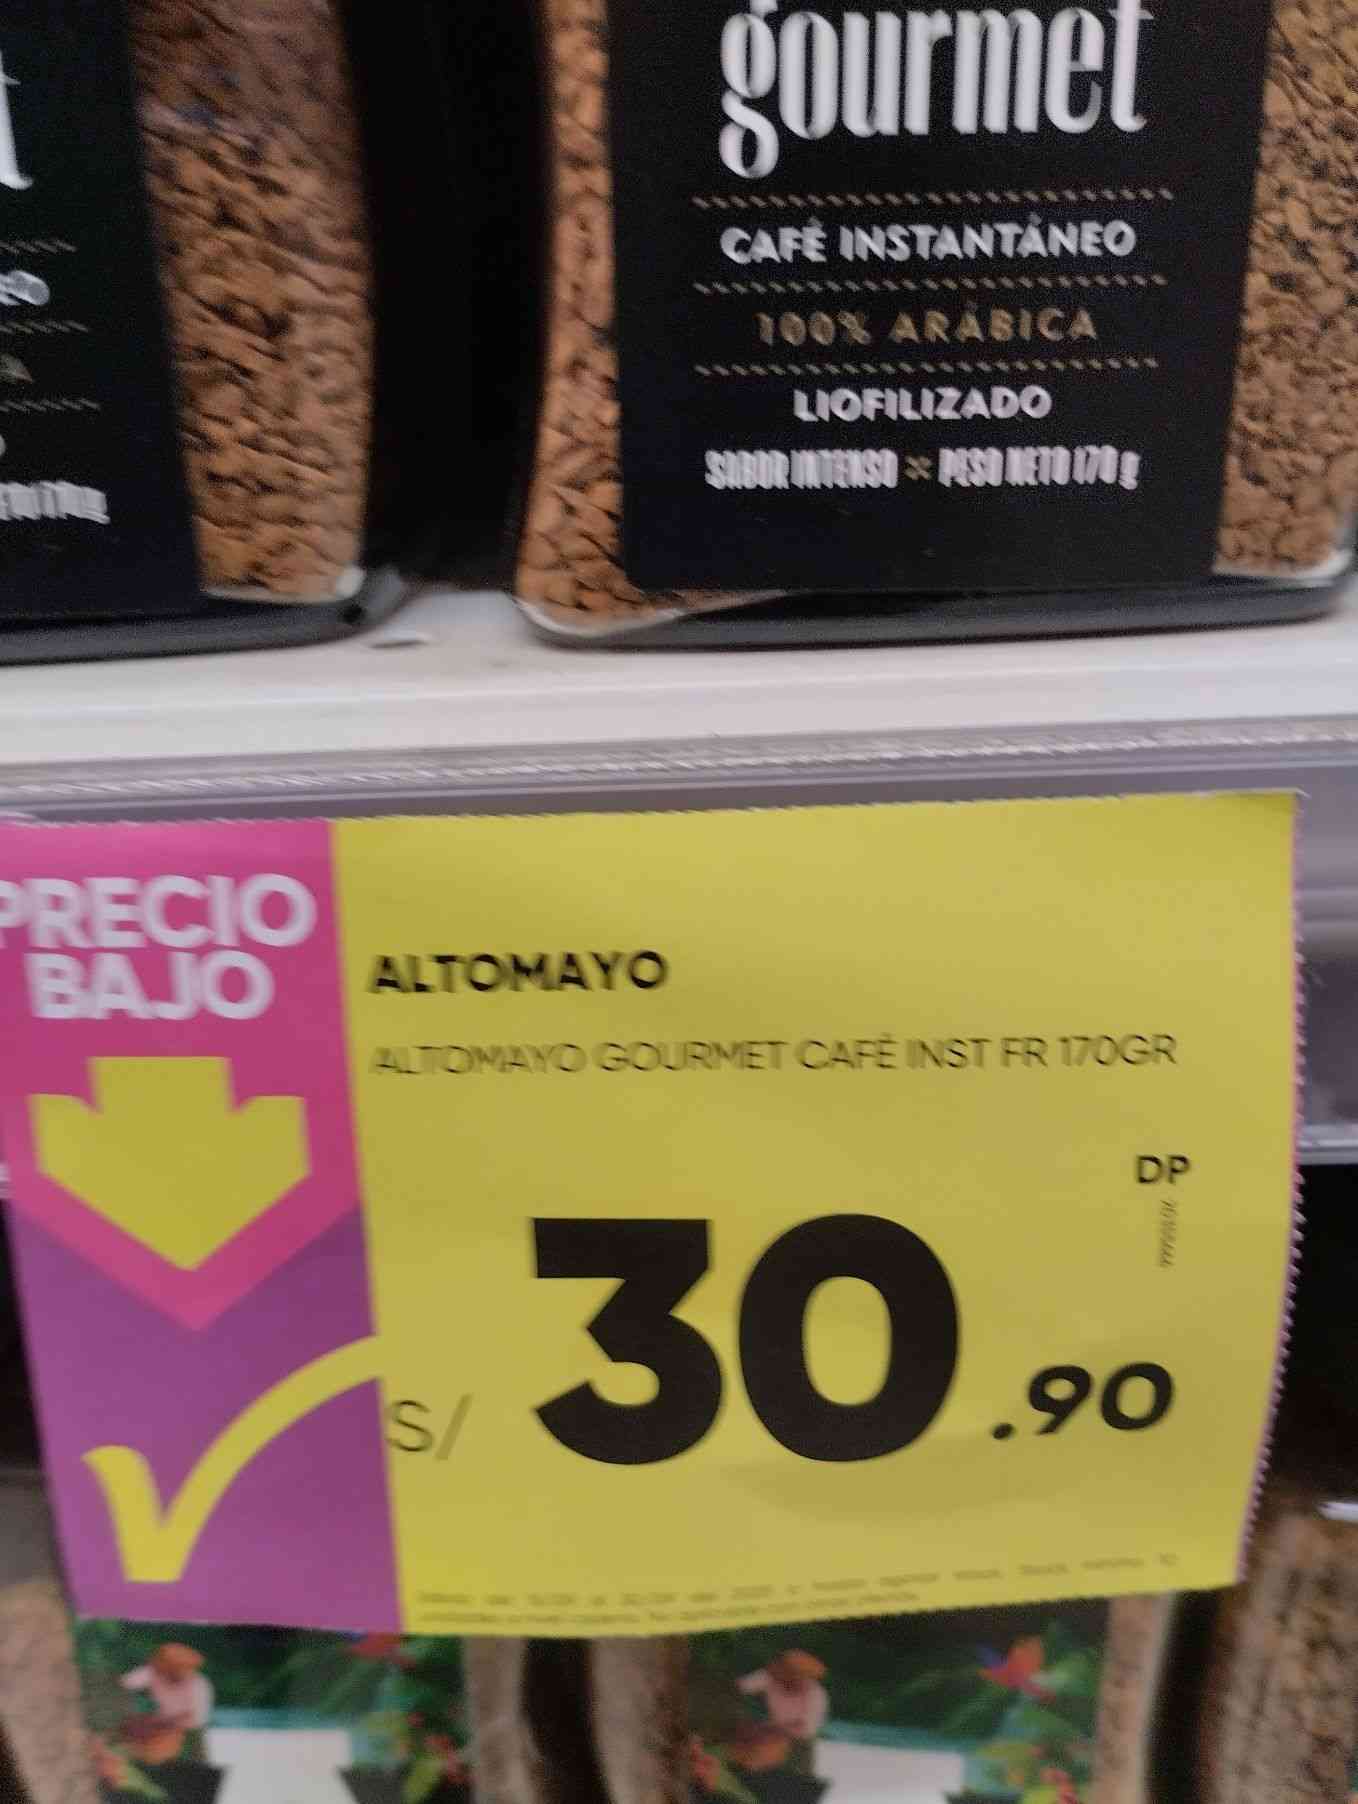 gourmet
CAFÉ INSTANTÁNEO
100% ARÁBICA
LIOFILIZADO
SABOR INTENSO × PESO NETO 170 g
PRECIO
BAJO
ALTOMAYO
ALTOMAYO GOURMET CAFÉ INST FR 170GR
DP
S/ 30.90